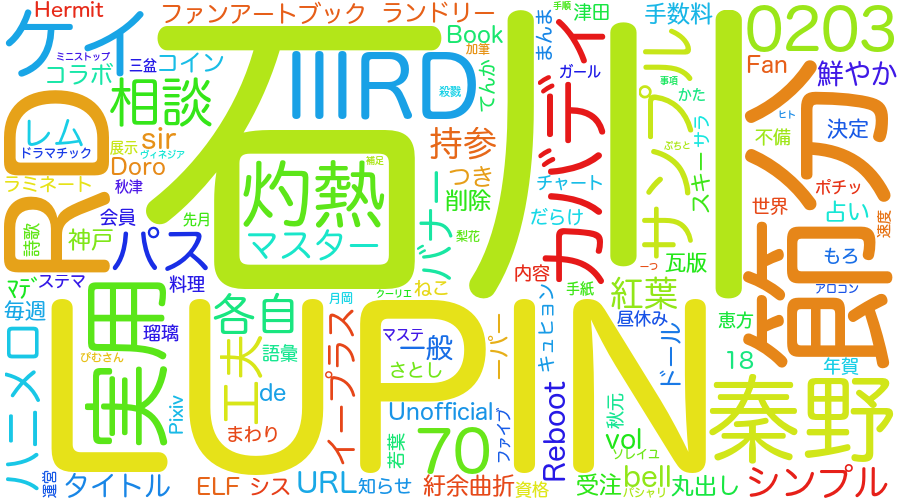 Hermit
ファンアートブック
ランドリー
手順
津田
手数料
0203
ケイ
ミニストップ
三盆
コイン
コラボ
Book
加筆
まんま
ガール
Fan
鮮やか
石川
IIIRD
相談
殺戮
てんか
カバディ
サンプル
事項
かた
ヒト
節分
決定
不備
レム
ドラマチック
sir
展示
ヴィネジア
Doro
補足
持参
つき
チャート
サラ
ぷちと
スキー
ポチッ
RD
ラミネート
秋津
灼熱
削除
世界
占い
速度
詩歌
神戸
会員
先月
パス
マスター
バナー
梨花
だらけ
もろ
瓦版
内容
一つ
アロコン
マデ
ステマ
料理
月岡
クーリエ
ねこ
手紙
紅葉
毎週
実用
瑠璃
各自
イープラス
マステ
一般
ーパー
キュヒョン
昼休み
恵方
LUPIN
ハニメロ
ぴむさん
語彙
工夫
さとし
ドール
18
年賀
秦野
Pixiv
de
Unofficial
ファイブ
Reboot
秋元
まわり
若葉
70
vol
ソレイユ
運営
タイトル
ELF
シス
URL
知らせ
紆余曲折
資格
受注
bell
パシャリ
丸出し
シンプル